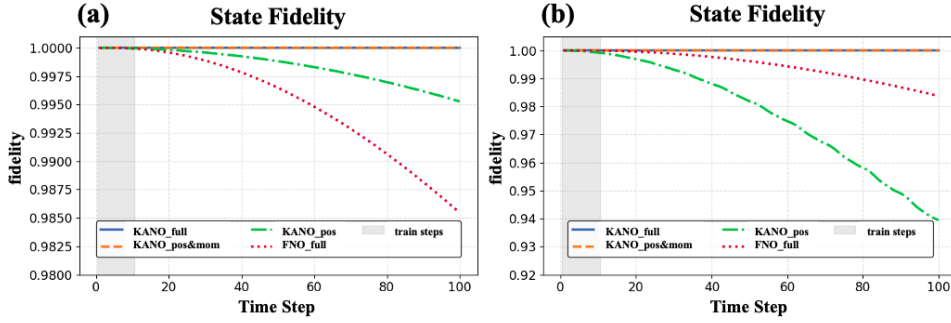 (a)
State Fidelity
fidelity
1.0000
0.9975
0.9950
0.9925
0.9900
0.9875
0.9850
0.9825
0.9800
KANO_full
KANO_pos&mom
KANO_pos
FNO_full
train steps
0 20 40 60 80 100
Time Step
(b)
State Fidelity
fidelity
1.00
0.99
0.98
0.97
0.96
0.95
0.94
0.93
0.92
KANO_full
KANO_pos&mom
KANO_pos
FNO_full
train steps
0 20 40 60 80 100
Time Step